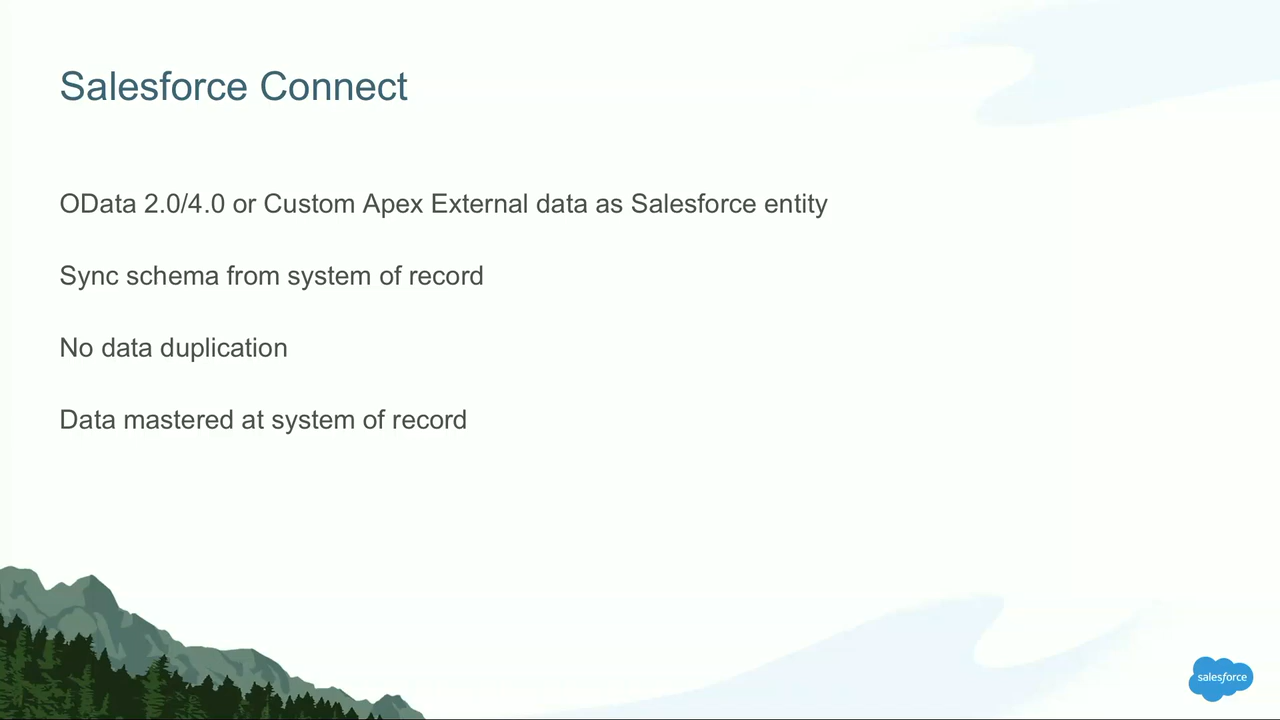 Salesforce Connect
OData 2.0/4.0 or Custom Apex External data as Salesforce entity
Sync schema from system of record
No data duplication
Data mastered at system of record
salesforce